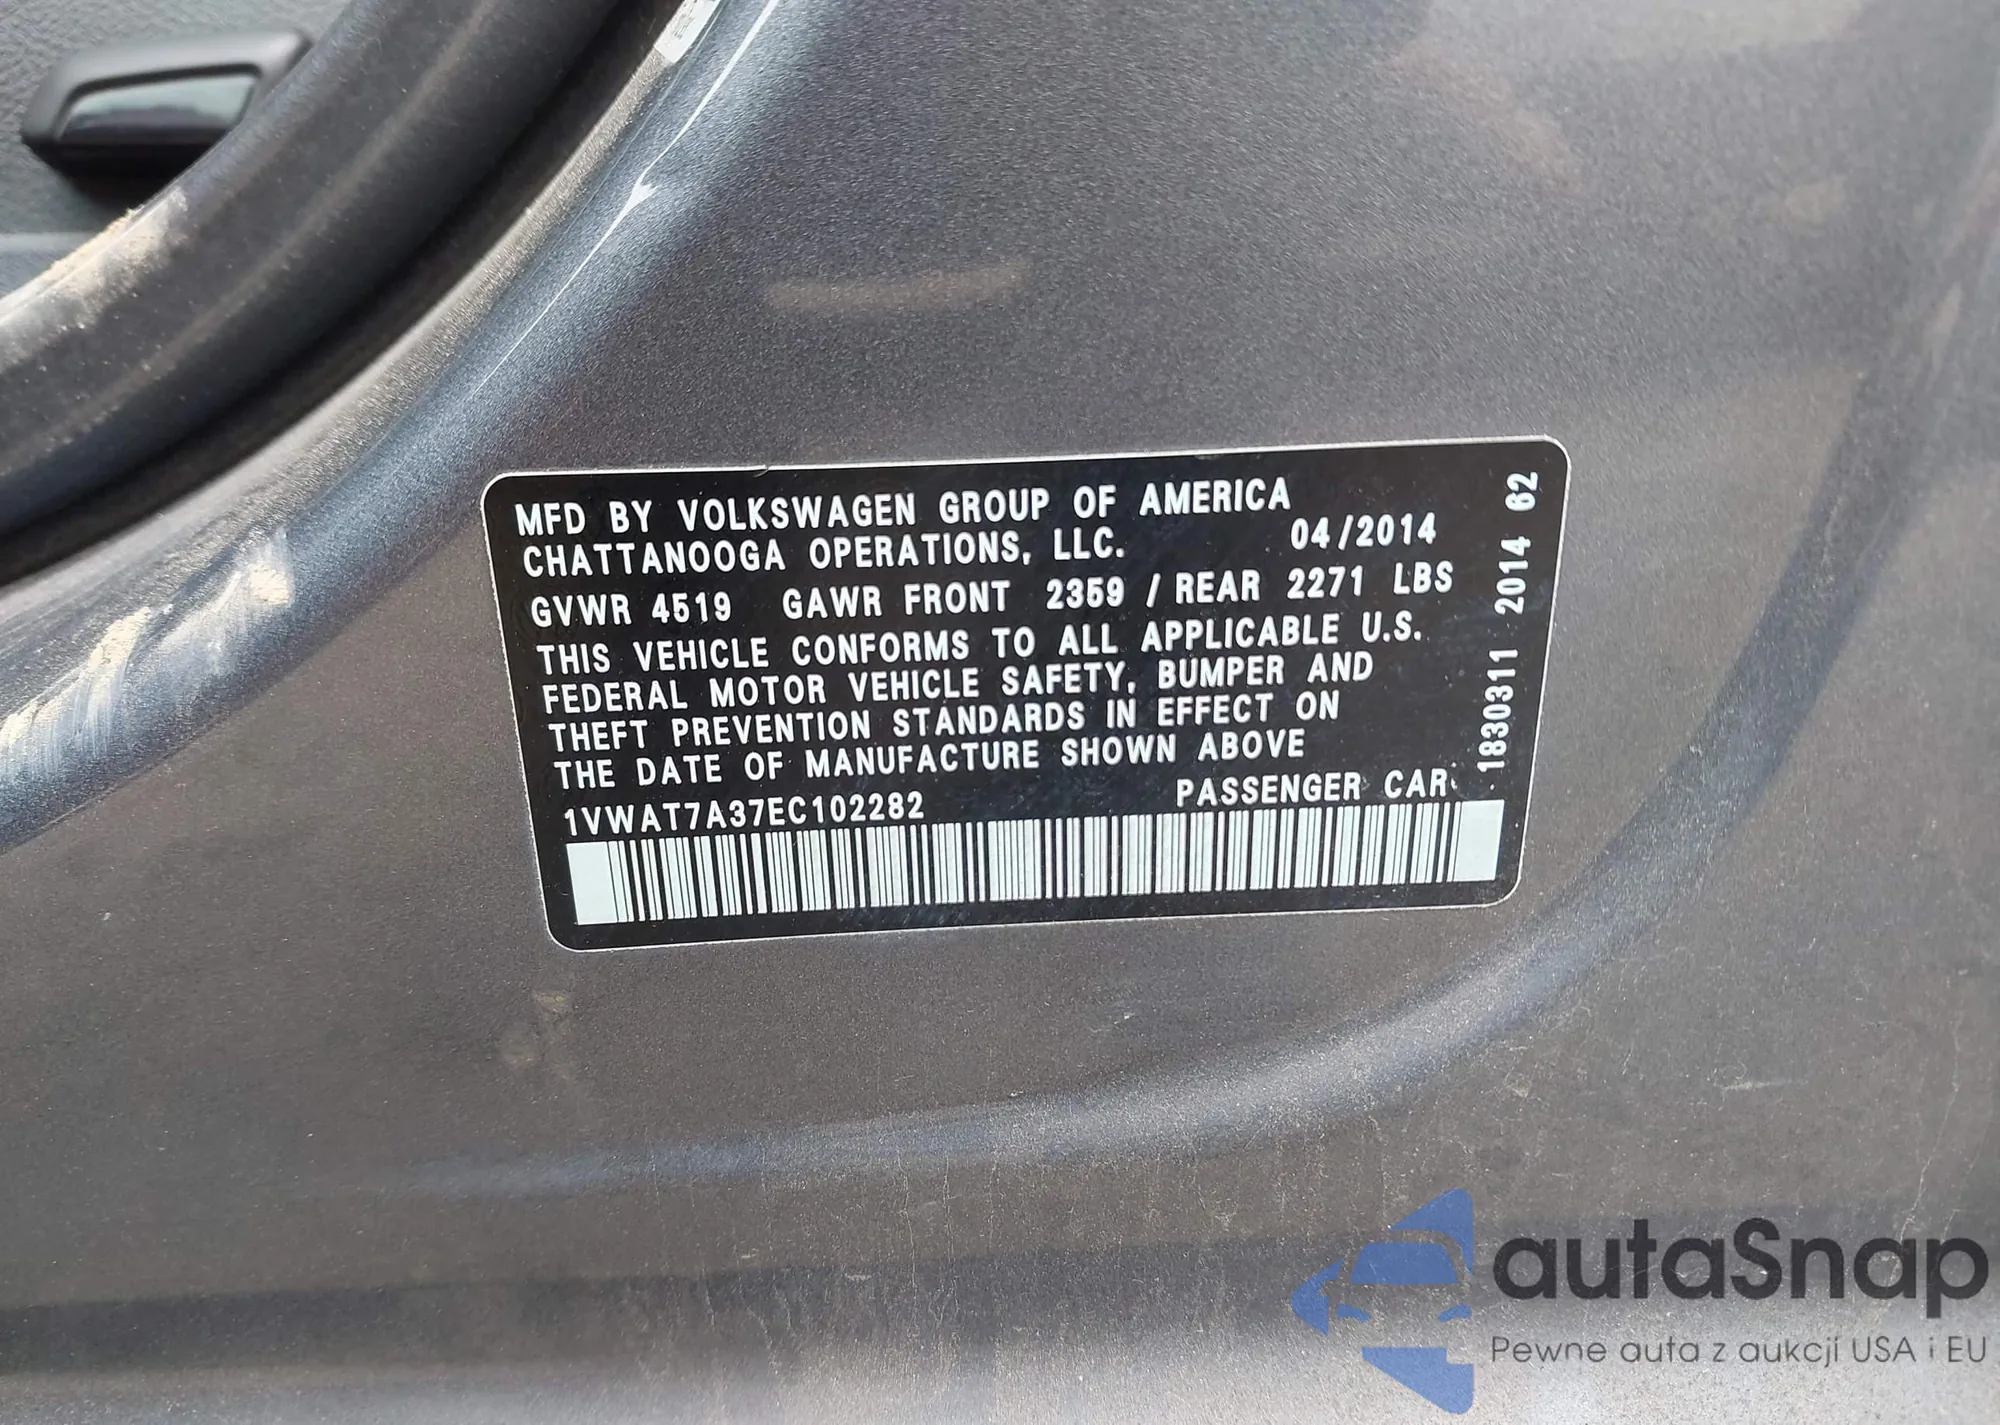 MFD BY VOLKSWAGEN GROUP OF AMERICA
CHATTANOOGA OPERATIONS, LLC. 04/2014
GVWR 4519 GAWR FRONT 2359 / REAR 2271 LBS
THIS VEHICLE CONFORMS TO ALL APPLICABLE U.S.
FEDERAL MOTOR VEHICLE SAFETY, BUMPER AND
THEFT PREVENTION STANDARDS IN EFFECT ON
THE DATE OF MANUFACTURE SHOWN ABOVE
1VWAT7A37EC102282 PASSENGER CAR
1830311 2014 62
autaSnap
Pewne auta z aukcji USA i EU